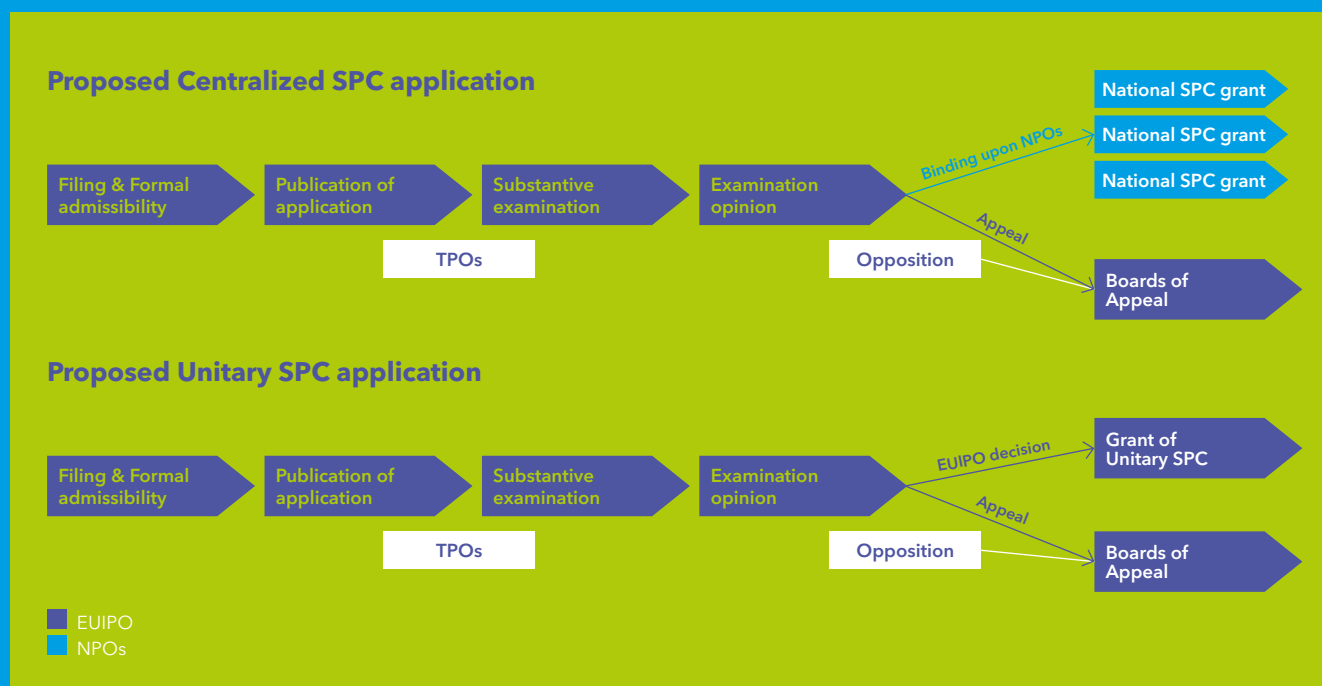 Proposed Centralized SPC application
Filing & Formal
admissibility
Publication of
application
Substantive
examination
Examination
opinion
TPOs
Opposition
Binding upon NPOs
Appeal
National SPC grant
National SPC grant
National SPC grant
Boards of
Appeal
Proposed Unitary SPC application
Filing & Formal
admissibility
Publication of
application
Substantive
examination
Examination
opinion
TPOs
Opposition
EUIPO decision
Appeal
Grant of
Unitary SPC
Boards of
Appeal
EUIPO
NPOs